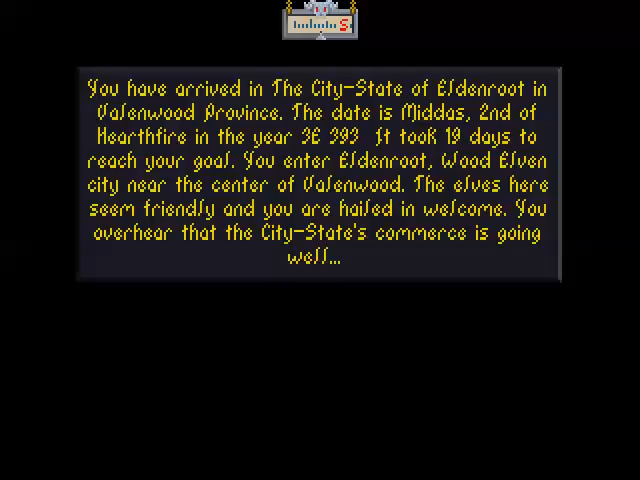 S
You have arrived in The City-State of Eldenroot in
Valenwood Province. The date is Middas, 2nd of
Hearthfire in the year 3E 393  It took 19 days to
reach your goal. You enter Eldenroot, Wood Elven
city near the center of Valenwood. The elves here
seem friendly and you are hailed in welcome. You
overhear that the City-State's commerce is going
well...